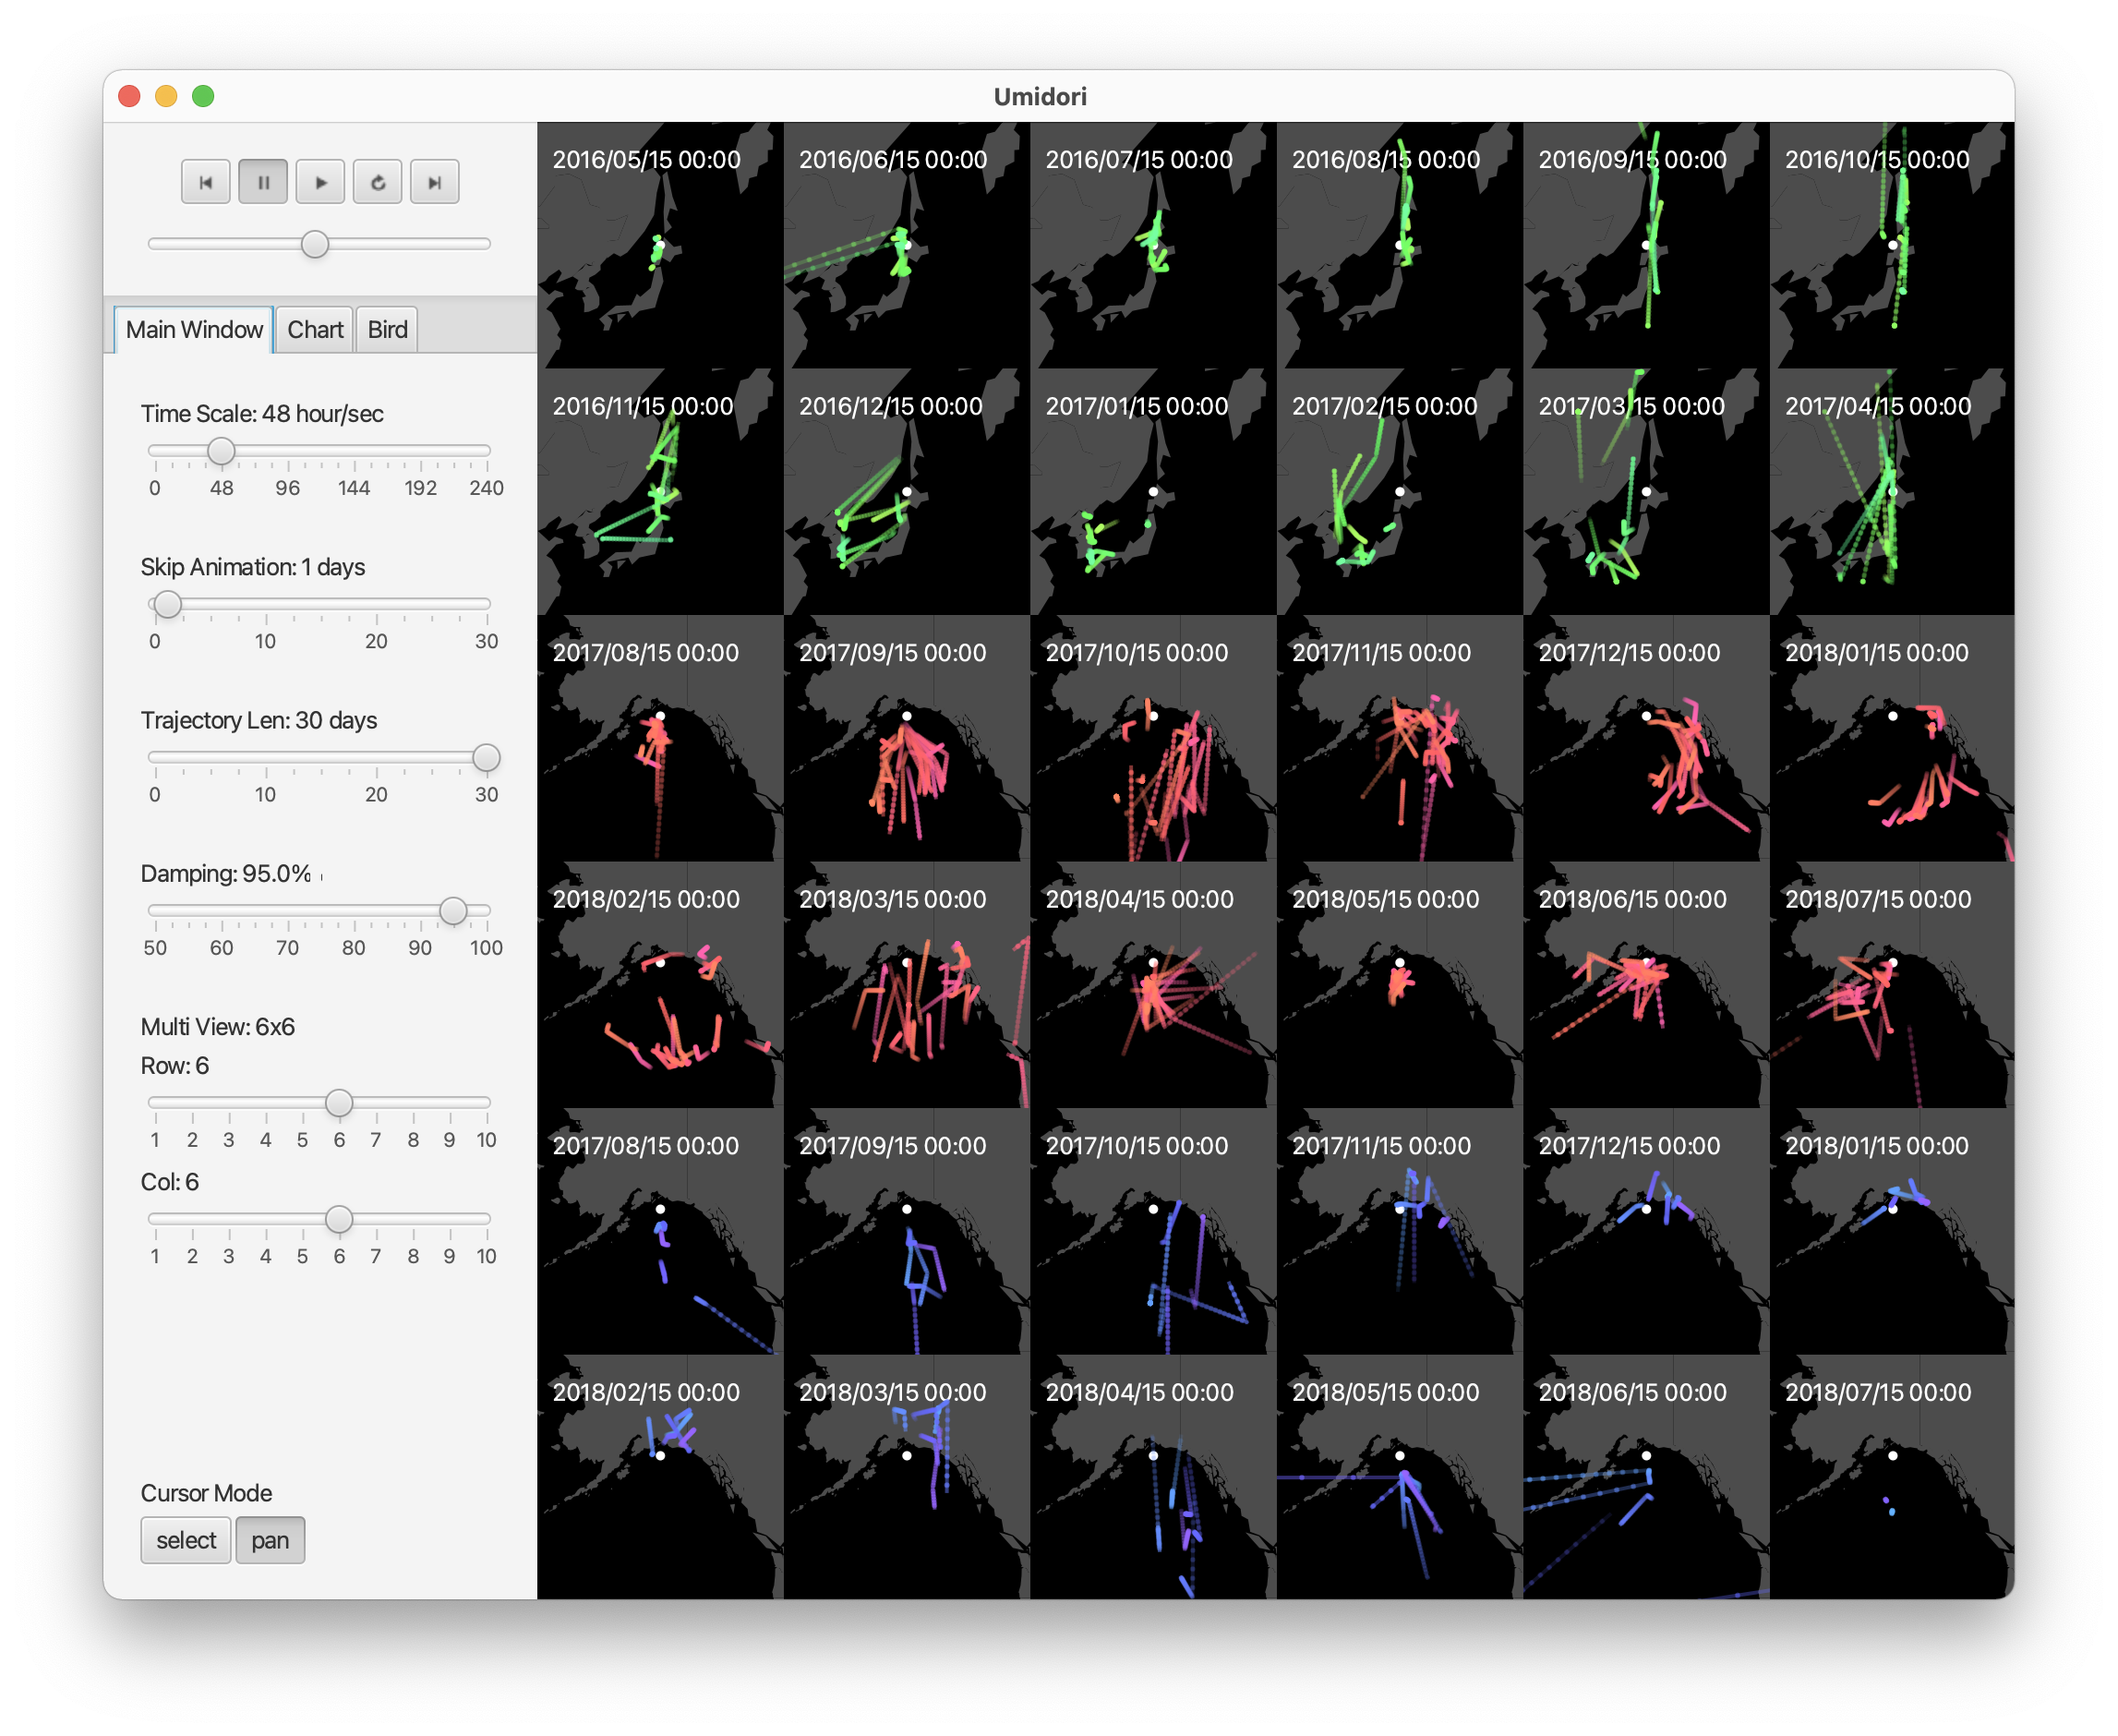 Umidori
Main Window Chart Bird
Time Scale: 48 hour/sec
0 48 96 144 192 240
Skip Animation: 1 days
0 10 20 30
Trajectory Len: 30 days
0 10 20 30
Damping: 95.0%
50 60 70 80 90 100
Multi View: 6x6
Row: 6
1 2 3 4 5 6 7 8 9 10
Col: 6
1 2 3 4 5 6 7 8 9 10
Cursor Mode
select pan
2016/05/15 00:00 2016/06/15 00:00 2016/07/15 00:00 2016/08/15 00:00 2016/09/15 00:00 2016/10/15 00:00
2016/11/15 00:00 2016/12/15 00:00 2017/01/15 00:00 2017/02/15 00:00 2017/03/15 00:00 2017/04/15 00:00
2017/08/15 00:00 2017/09/15 00:00 2017/10/15 00:00 2017/11/15 00:00 2017/12/15 00:00 2018/01/15 00:00
2018/02/15 00:00 2018/03/15 00:00 2018/04/15 00:00 2018/05/15 00:00 2018/06/15 00:00 2018/07/15 00:00
2017/08/15 00:00 2017/09/15 00:00 2017/10/15 00:00 2017/11/15 00:00 2017/12/15 00:00 2018/01/15 00:00
2018/02/15 00:00 2018/03/15 00:00 2018/04/15 00:00 2018/05/15 00:00 2018/06/15 00:00 2018/07/15 00:00